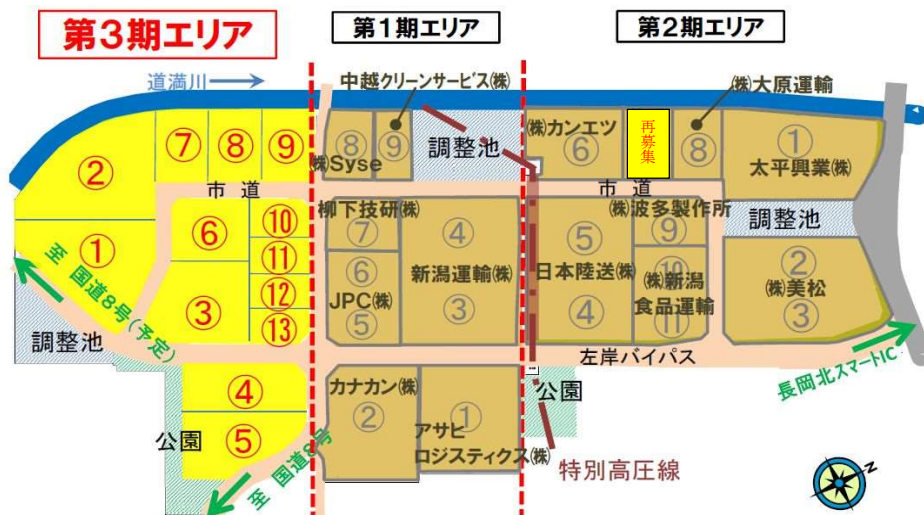 第3期エリア
第1期エリア
第2期エリア
道満川
中越クリーンサービス㈱
㈱大原運輸
②
⑦
⑧
⑨
⑧
⑨
㈱Syse
調整池
㈱カンエツ
⑥
再募集
⑧
①
太平興業㈱
市 道
市 道
①
⑥
⑩
⑪
⑫
⑬
③
柳下技研㈱
⑦
⑥
JPC㈱
⑤
④
新潟運輸㈱
③
⑤
日本陸送㈱
④
㈱波多製作所
⑨
⑩
㈱新潟
食品運輸
⑪
調整池
②
㈱美松
③
至 国道8号(予定)
調整池
左岸バイパス
長岡北スマートIC
④
⑤
公園
至 国道8号
カナカン㈱
②
①
アサヒ
ロジスティクス㈱
公園
特別高圧線
N